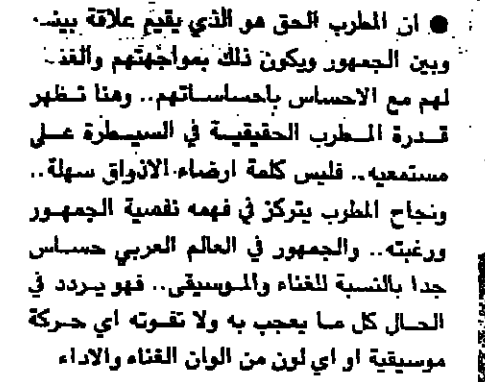 ● ان المطرب الحق هو الذي يقيم علاقة بينه
وبين الجمهور ويكون ذلك بمواجهتهم والغناء
لهم مع الاحساس باحساساتهم.. وهنا تظهر
قدرة المطرب الحقيقية في السيطرة على
مستمعيه.. فليس كلمة ارضاء الاذواق سهلة..
ونجاح المطرب يتركز في فهمه نفسية الجمهور
ورغبته.. والجمهور في العالم العربي حساس
جدا بالنسبة للغناء والموسيقى.. فهو يردد في
الحال كل ما يعجب به ولا تفوته اي حركة
موسيقية او اي لون من الوان الغناء والاداء